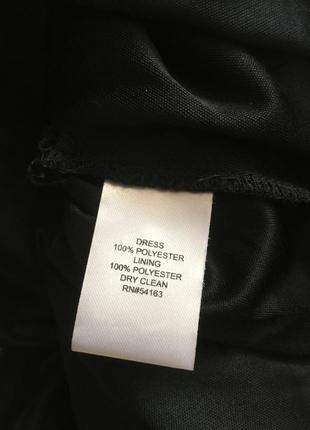 DRESS
100% POLYESTER
LINING
100% POLYESTER
DRY CLEAN
RN#54163